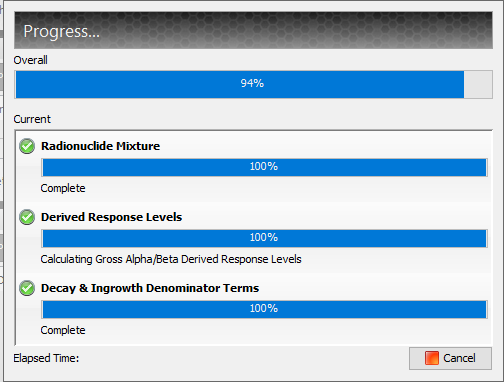 Progress...
Overall
94%
Current
Radionuclide Mixture
100%
Complete
Derived Response Levels
100%
Calculating Gross Alpha/Beta Derived Response Levels
Decay & Ingrowth Denominator Terms
100%
Complete
Elapsed Time:
Cancel